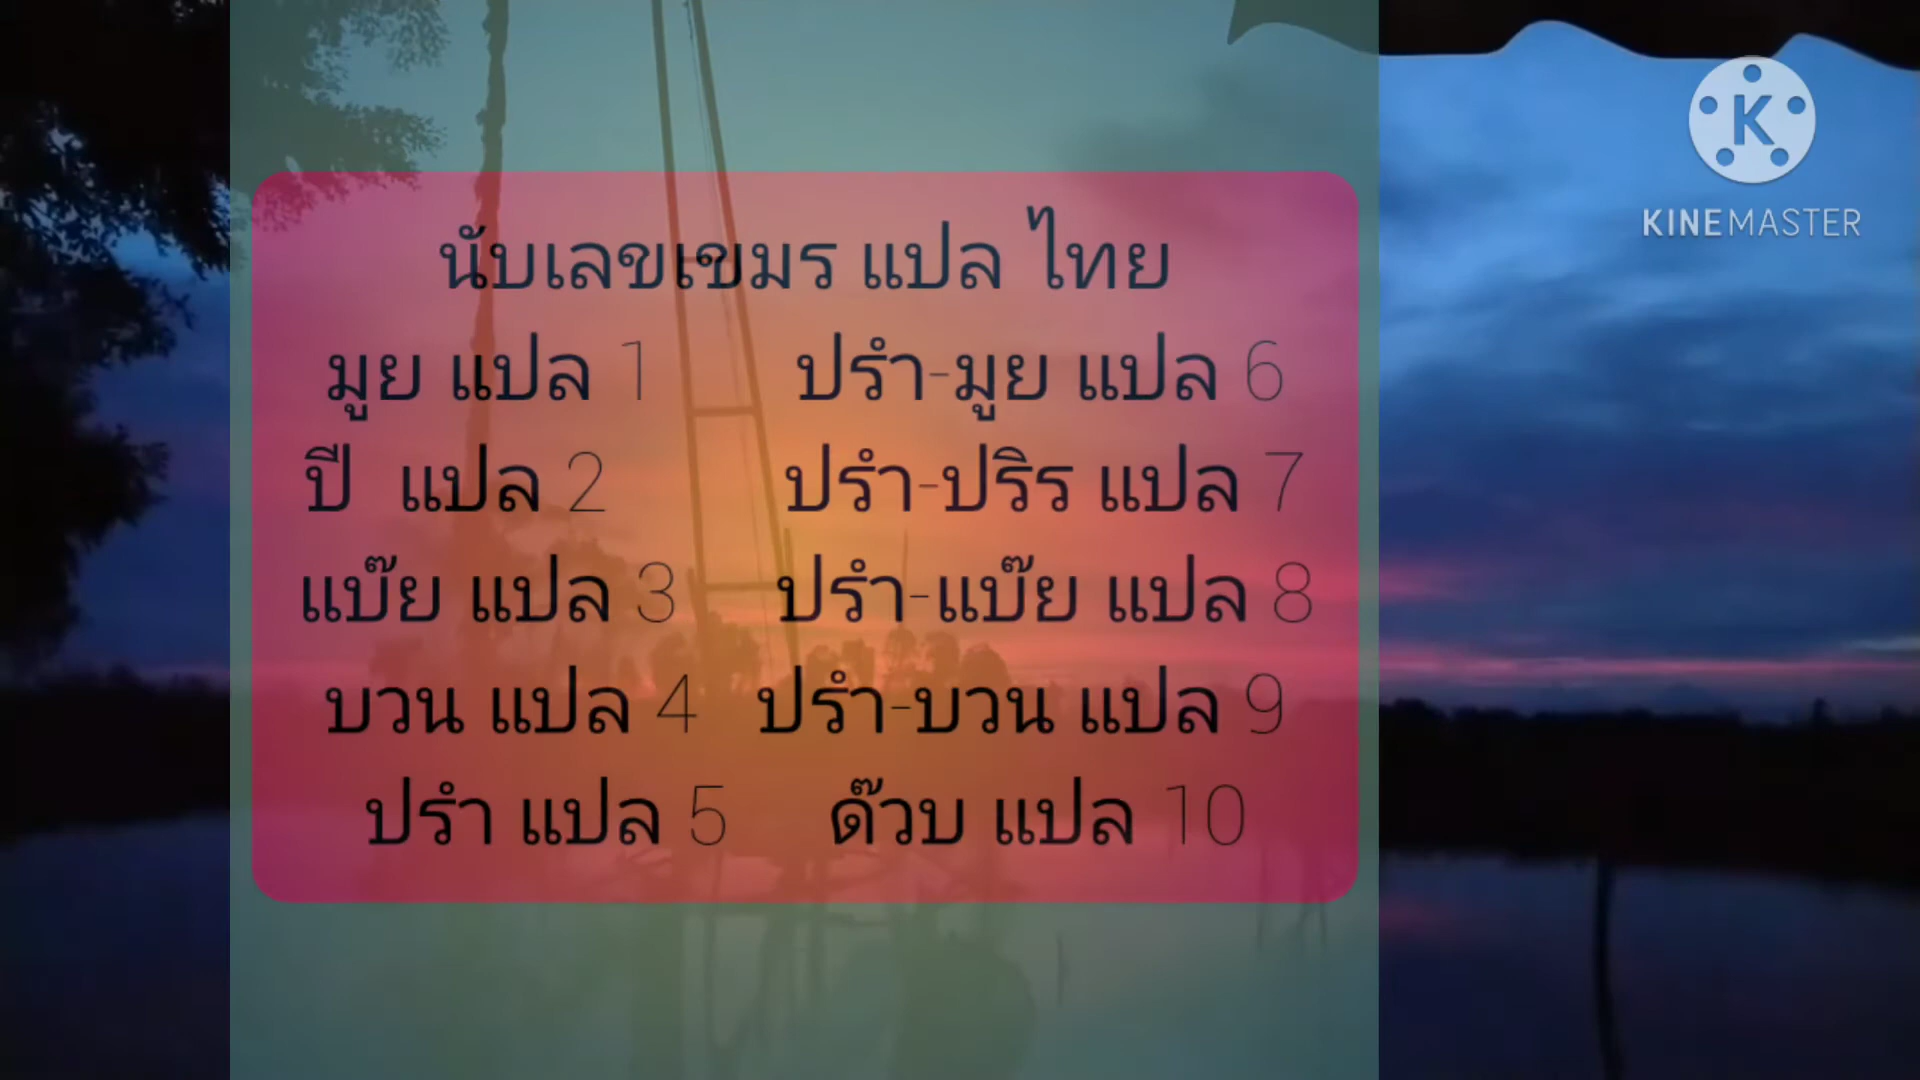 นับเลขเขมร แปล ไทย
มูย แปล 1 ปรำ-มูย แปล 6
ปี แปล 2 ปรำ-ปริร แปล 7
แบ๊ย แปล 3 ปรำ-แบ๊ย แปล 8
บวน แปล 4 ปรำ-บวน แปล 9
ปรำ แปล 5 ด๊วบ แปล 10
K
KINEMASTER